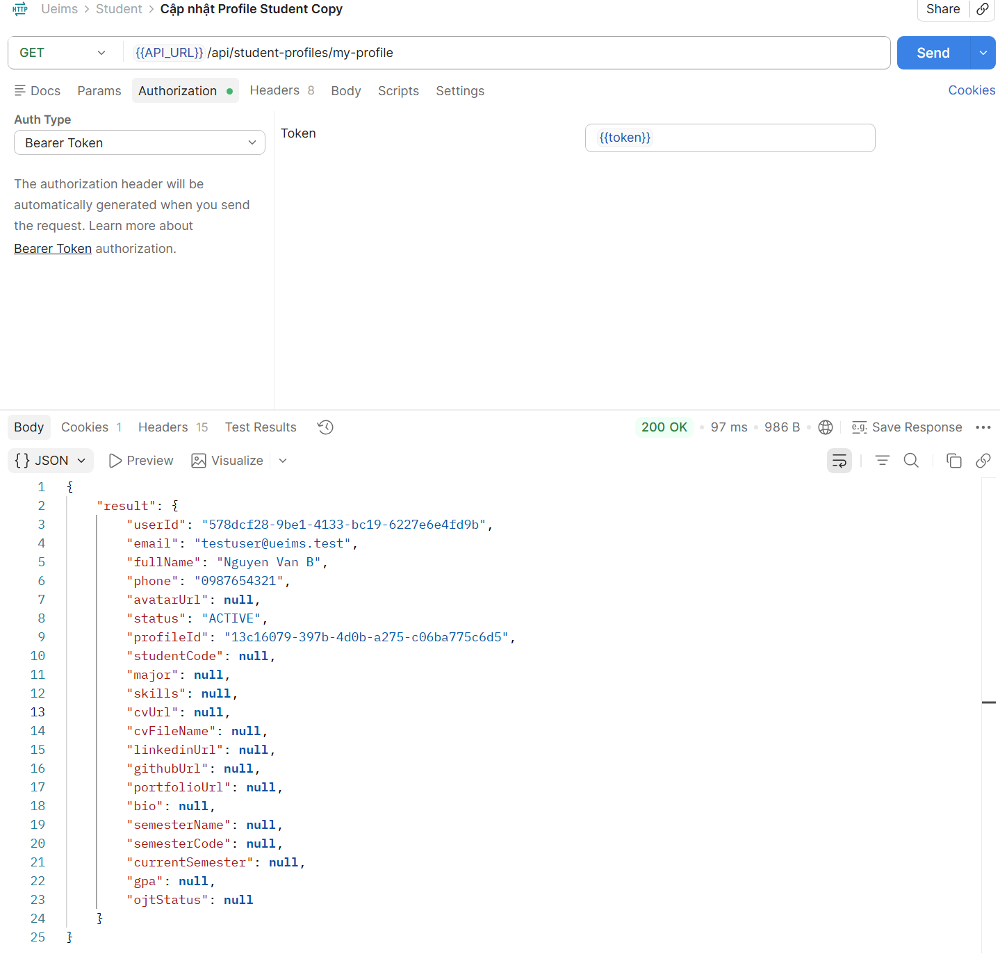 HTTP Ueims > Student > Cập nhật Profile Student Copy Share
GET {{API_URL}} /api/student-profiles/my-profile Send
Docs Params Authorization Headers 8 Body Scripts Settings Cookies
Auth Type
Bearer Token
Token {{token}}
The authorization header will be
automatically generated when you send
the request. Learn more about
Bearer Token authorization.
Body Cookies 1 Headers 15 Test Results 200 OK • 97 ms • 986 B • e.g. Save Response
{} JSON Preview Visualize
1 {
2 "result": {
3 "userId": "578dcf28-9be1-4133-bc19-6227e6e4fd9b",
4 "email": "testuser@ueims.test",
5 "fullName": "Nguyen Van B",
6 "phone": "0987654321",
7 "avatarUrl": null,
8 "status": "ACTIVE",
9 "profileId": "13c16079-397b-4d0b-a275-c06ba775c6d5",
10 "studentCode": null,
11 "major": null,
12 "skills": null,
13 "cvUrl": null,
14 "cvFileName": null,
15 "linkedinUrl": null,
16 "githubUrl": null,
17 "portfolioUrl": null,
18 "bio": null,
19 "semesterName": null,
20 "semesterCode": null,
21 "currentSemester": null,
22 "gpa": null,
23 "ojtStatus": null
24 }
25 }